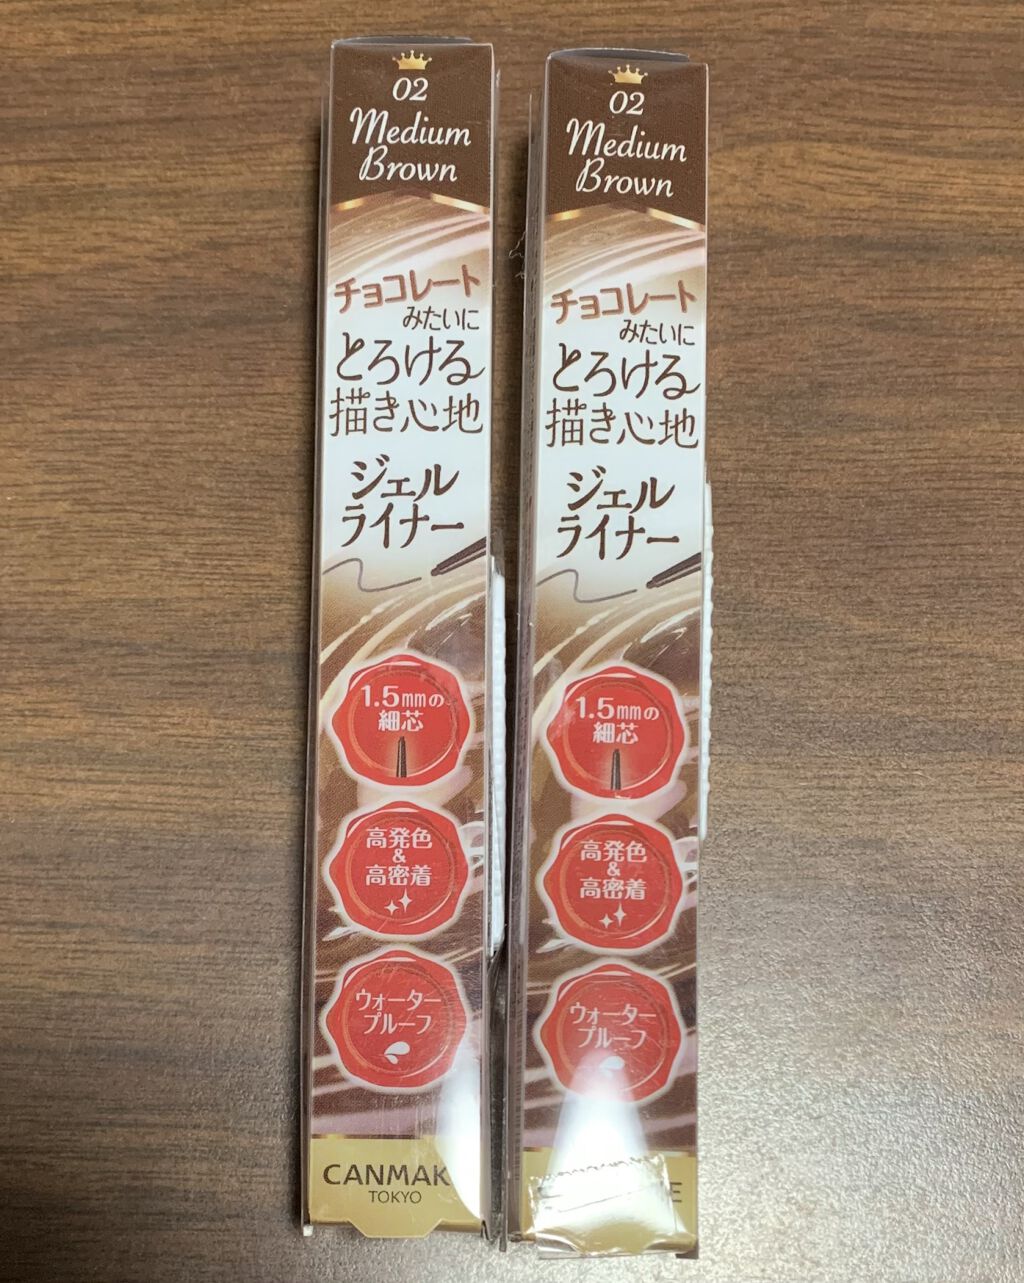 02
Medium
Brown
チョコレート
みたいに
とろける
描き心地
ジェル
ライナー
1.5mmの
細芯
高発色
&
高密着
ウォーター
プルーフ
CANMAK
TOKYO
02
Medium
Brown
チョコレート
みたいに
とろける
描き心地
ジェル
ライナー
1.5mmの
細芯
高発色
&
高密着
ウォーター
プルーフ
E